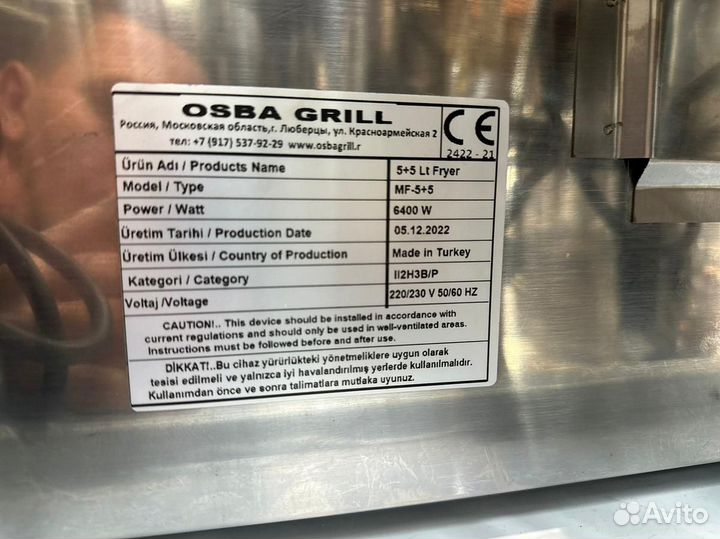 OSBA GRILL
Россия, Московская область,г. Люберцы, ул. Красноармейская 2
тел: +7 (917) 537-92-29 www.osbagrill.r
CE
2422 - 21
Ürün Adı / Products Name 5+5 Lt Fryer
Model / Type MF-5+5
Power / Watt 6400 W
Üretim Tarihi / Production Date 05.12.2022
Üretim Ülkesi / Country of Production Made in Turkey
Kategori / Category II2H3B/P
Voltaj /Voltage 220/230 V 50/60 HZ
CAUTION!.. This device should be installed in accordance with
current regulations and should only be used in well-ventilated areas.
Instructions must be followed before and after use.
DİKKAT!..Bu cihaz yürürlükteki yönetmeliklere uygun olarak
tesisi edilmeli ve yalnızca iyi havalandırılmış yerlerde kullanılmalıdır.
Kullanımdan önce ve sonra talimatlara mutlaka uyunuz.
Avito